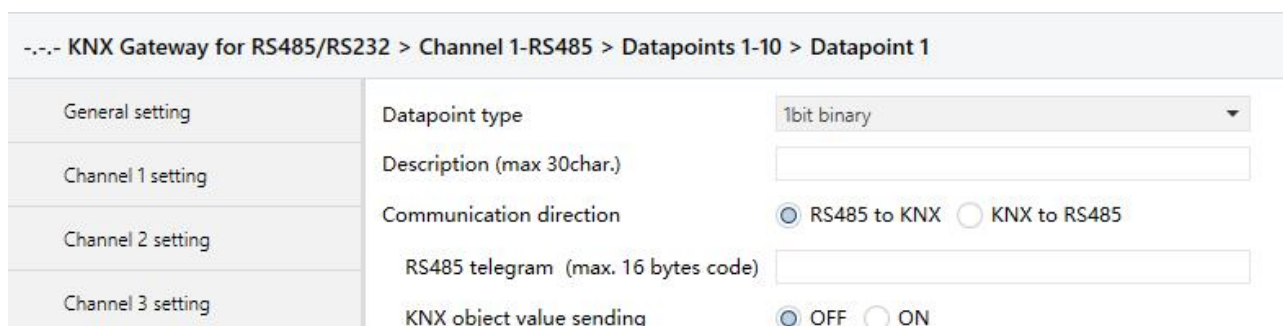 -.-.- KNX Gateway for RS485/RS232 > Channel 1-RS485 > Datapoints 1-10 > Datapoint 1
General setting
Channel 1 setting
Channel 2 setting
Channel 3 setting
Datapoint type 1bit binary
Description (max 30char.)
Communication direction RS485 to KNX KNX to RS485
RS485 telegram (max. 16 bytes code)
KNX object value sending OFF ON